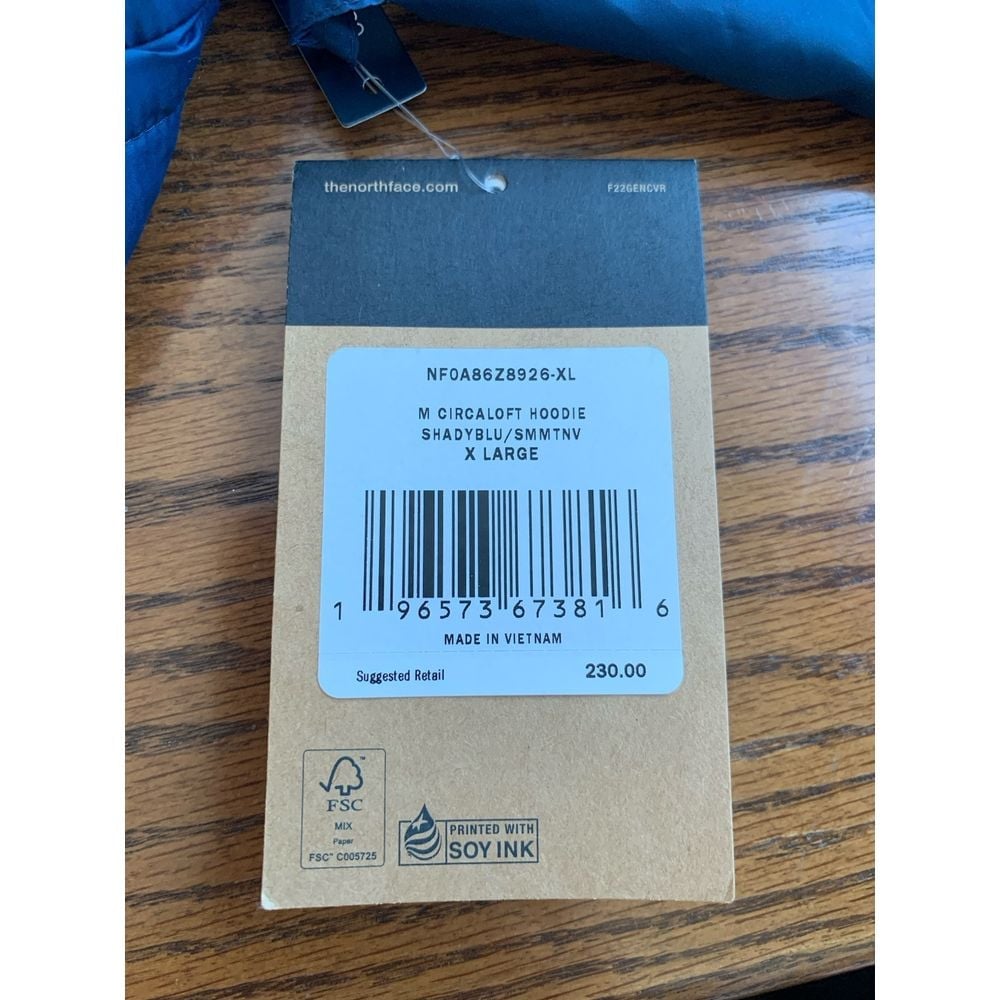 thenorthface.com F22GENCVR
NF0A86Z8926-XL
M CIRCALOFT HOODIE
SHADYBLU/SMMTNV
X LARGE
1 96573 67381 6
MADE IN VIETNAM
Suggested Retail 230.00
FSC
MIX
Paper
FSC™ C005725
PRINTED WITH
SOY INK